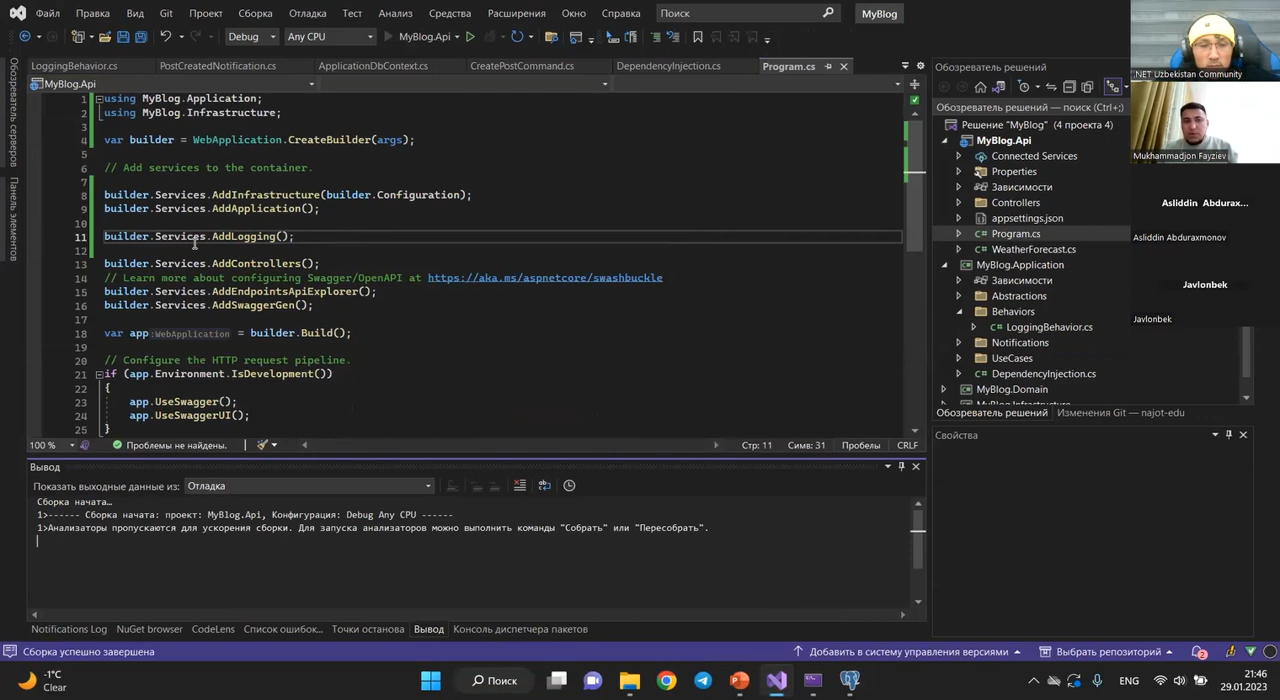 Файл Правка Вид Git Проект Сборка Отладка Тест Анализ Средства Расширения Окно Справка Поиск MyBlog
Debug Any CPU MyBlog.Api
LoggingBehavior.cs PostCreatedNotification.cs ApplicationDbContext.cs CreatePostCommand.cs DependencyInjection.cs Program.cs
MyBlog.Api
Обозреватель серверов
Панель элементов
1 using MyBlog.Application;
2 using MyBlog.Infrastructure;
3
4 var builder = WebApplication.CreateBuilder(args);
5
6 // Add services to the container.
7
8 builder.Services.AddInfrastructure(builder.Configuration);
9 builder.Services.AddApplication();
10
11 builder.Services.AddLogging();
12
13 builder.Services.AddControllers();
14 // Learn more about configuring Swagger/OpenAPI at https://aka.ms/aspnetcore/swashbuckle
15 builder.Services.AddEndpointsApiExplorer();
16 builder.Services.AddSwaggerGen();
17
18 var app:WebApplication = builder.Build();
19
20 // Configure the HTTP request pipeline.
21 if (app.Environment.IsDevelopment())
22 {
23 app.UseSwagger();
24 app.UseSwaggerUI();
25 }
100 % Проблемы не найдены. Стр: 11 Симв: 31 Пробелы CRLF
Вывод
Показать выходные данные из: Отладка
Сборка начата…
1>------ Сборка начата: проект: MyBlog.Api, Конфигурация: Debug Any CPU ------
1>Анализаторы пропускаются для ускорения сборки. Для запуска анализаторов можно выполнить команды "Собрать" или "Пересобрать".
Notifications Log NuGet browser CodeLens Список ошибок... Точки останова Вывод Консоль диспетчера пакетов
Обозреватель решений
Обозреватель решений — поиск (Ctrl+;)
Решение "MyBlog" (4 проекта 4)
MyBlog.Api
Connected Services
Properties
Зависимости
Controllers
appsettings.json
Program.cs
WeatherForecast.cs
MyBlog.Application
Зависимости
Abstractions
Behaviors
LoggingBehavior.cs
Notifications
UseCases
DependencyInjection.cs
MyBlog.Domain
MyBlog.Infrastructure
Обозреватель решений Изменения Git — najot-edu
Свойства
.NET Uzbekistan Community
Mukhammadjon Fayziev
Asliddin Abdurax...
Asliddin Abduraxmonov
Javlonbek
Javlonbek
Сборка успешно завершена Добавить в систему управления версиями Выбрать репозиторий 2
-1°C
Clear
Поиск
ENG
21:46
29.01.2023